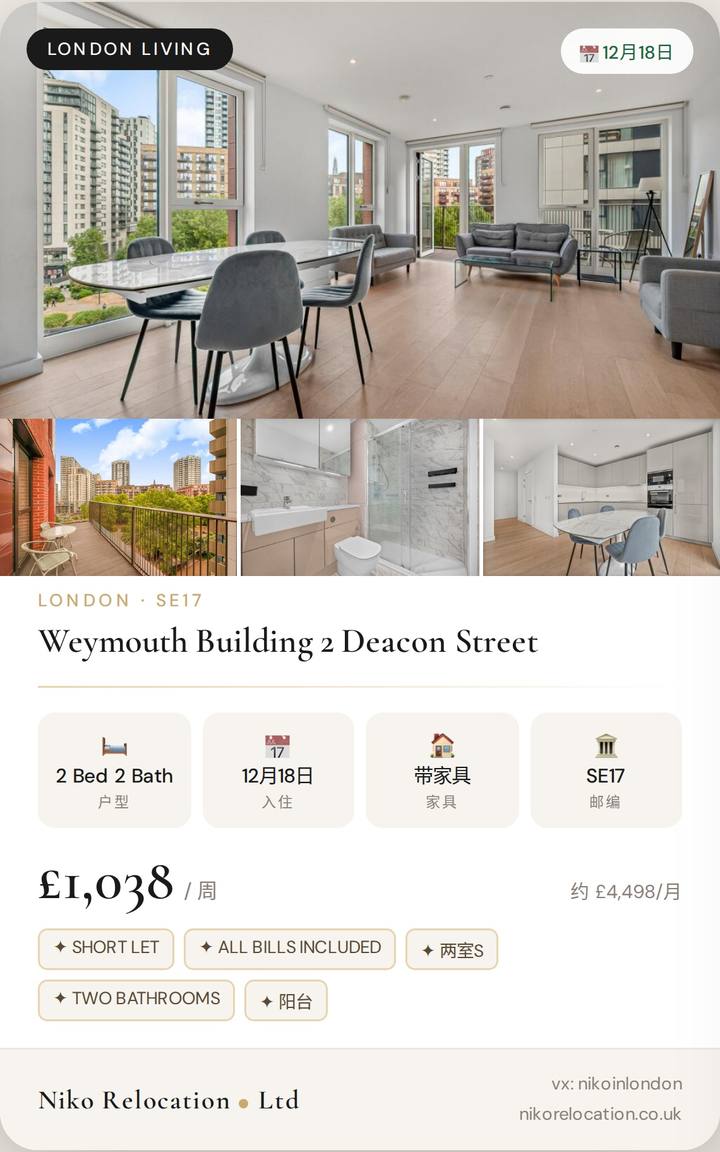 LONDON LIVING
12月18日
LONDON · SE17
Weymouth Building 2 Deacon Street
2 Bed 2 Bath
户型
12月18日
入住
带家具
家具
SE17
邮编
£1,038 / 周
约 £4,498/月
✦ SHORT LET
✦ ALL BILLS INCLUDED
✦ 两室S
✦ TWO BATHROOMS
✦ 阳台
Niko Relocation • Ltd
vx: nikoinlondon
nikorelocation.co.uk